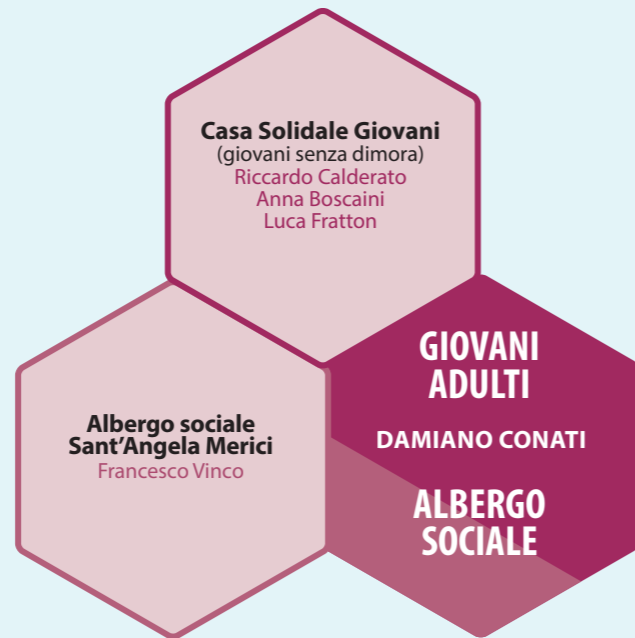 Casa Solidale Giovani
(giovani senza dimora)
Riccardo Calderato
Anna Boscaini
Luca Fratton
Albergo sociale
Sant'Angela Merici
Francesco Vinco
GIOVANI
ADULTI
DAMIANO CONATI
ALBERGO
SOCIALE